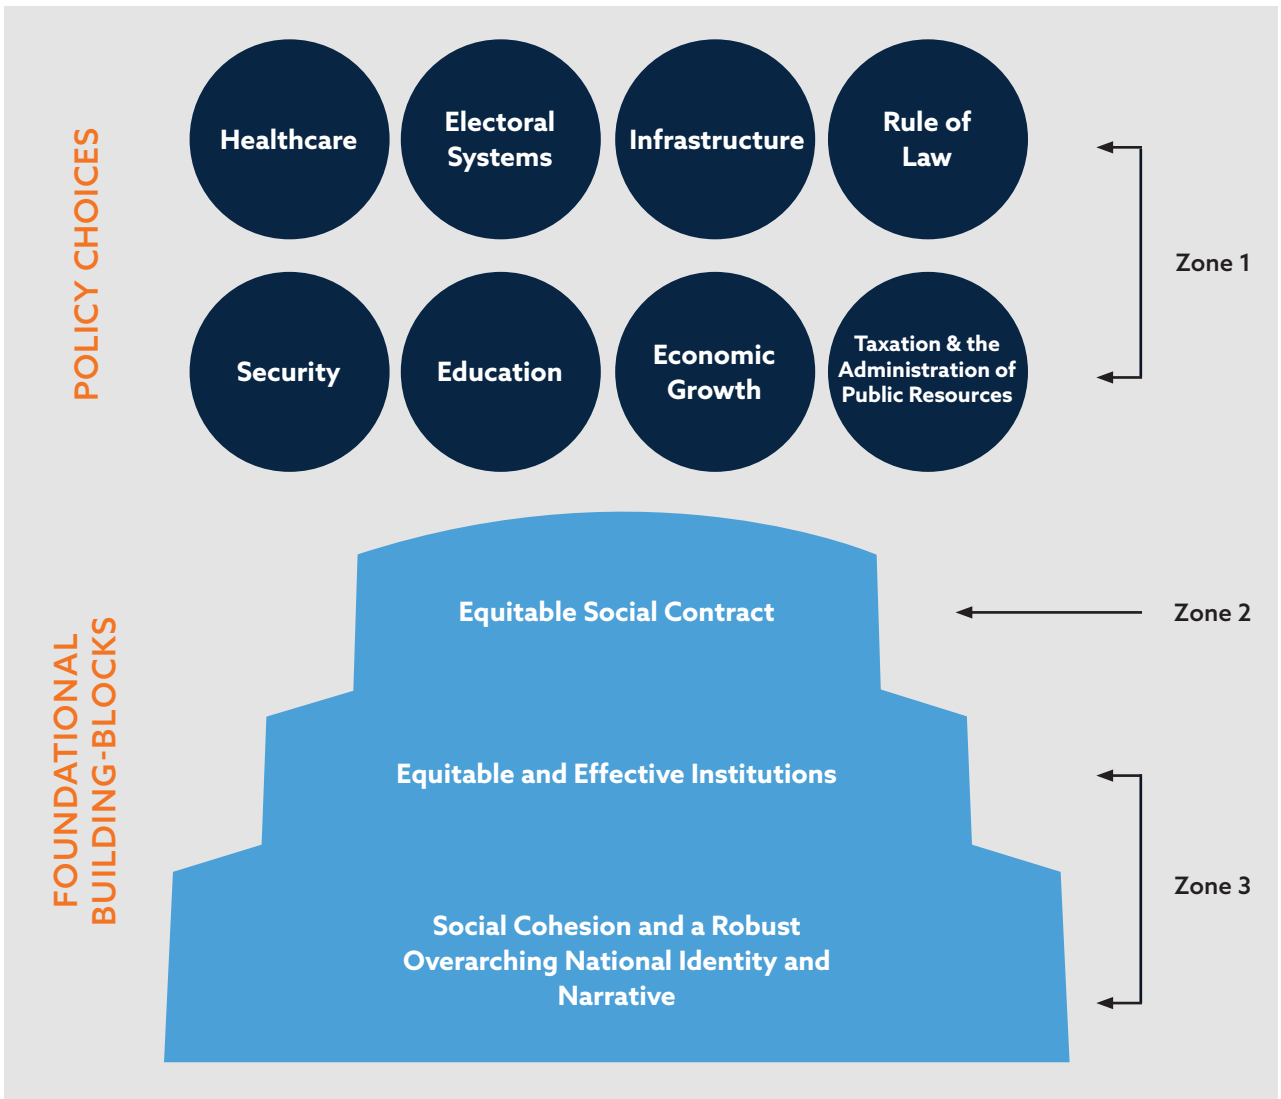 POLICY CHOICES
Healthcare
Electoral
Systems
Infrastructure
Rule of
Law
Zone 1
Security
Education
Economic
Growth
Taxation & the
Administration of
Public Resources
FOUNDATIONAL
BUILDING-BLOCKS
Equitable Social Contract
Zone 2
Equitable and Effective Institutions
Zone 3
Social Cohesion and a Robust
Overarching National Identity and
Narrative